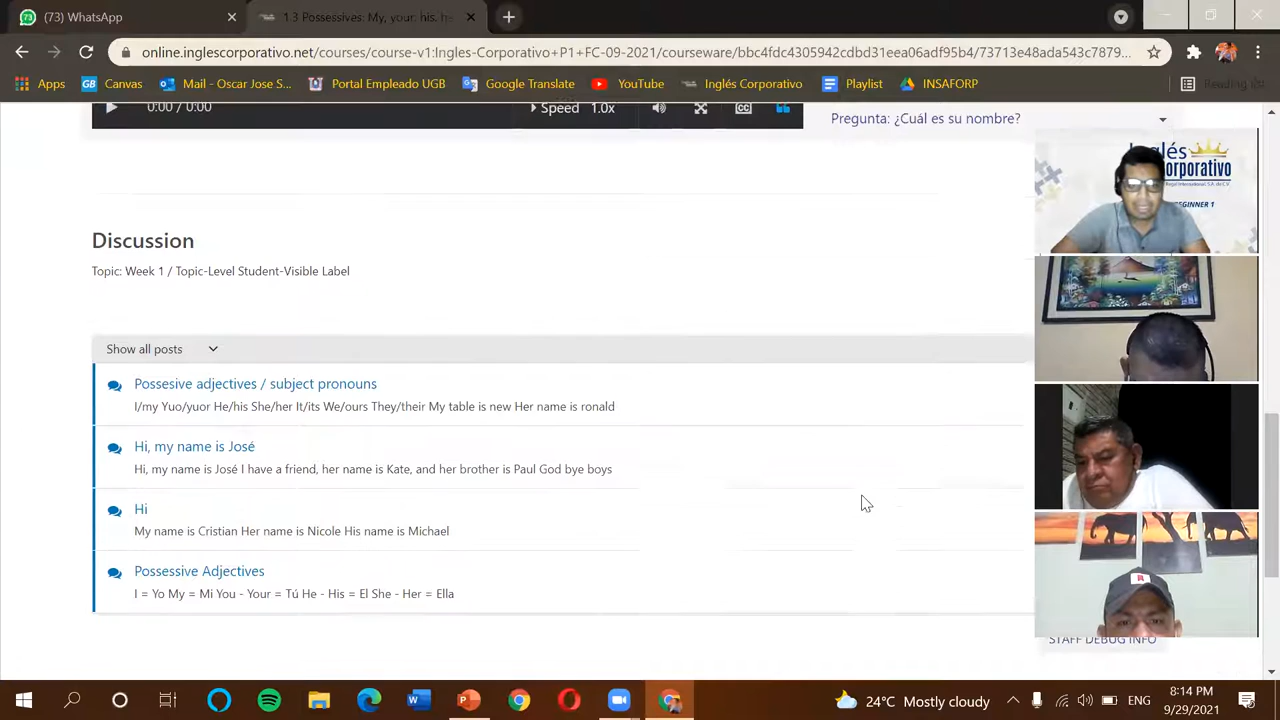 (73) WhatsApp
1.3 Possessives: My, your, his, he
online.inglescorporativo.net/courses/course-v1:Ingles-Corporativo+P1+FC-09-2021/courseware/bbc4fdc4305942cdbd31eea06adf95b4/73713e48ada543c7879...
Apps
Canvas
Mail - Oscar Jose S...
Portal Empleado UGB
Google Translate
YouTube
Inglés Corporativo
Playlist
INSAFORP
Reading list
0:00 / 0:00
Speed 1.0x
Pregunta: ¿Cuál es su nombre?
Discussion
Topic: Week 1 / Topic-Level Student-Visible Label
Show all posts
Possesive adjectives / subject pronouns
I/my Yuo/yuor He/his She/her It/its We/ours They/their My table is new Her name is ronald
Hi, my name is José
Hi, my name is José I have a friend, her name is Kate, and her brother is Paul God bye boys
Hi
My name is Cristian Her name is Nicole His name is Michael
Possessive Adjectives
I = Yo My = Mi You - Your = Tú He - His = El She - Her = Ella
STAFF DEBUG INFO
24°C Mostly cloudy
ENG
8:14 PM
9/29/2021